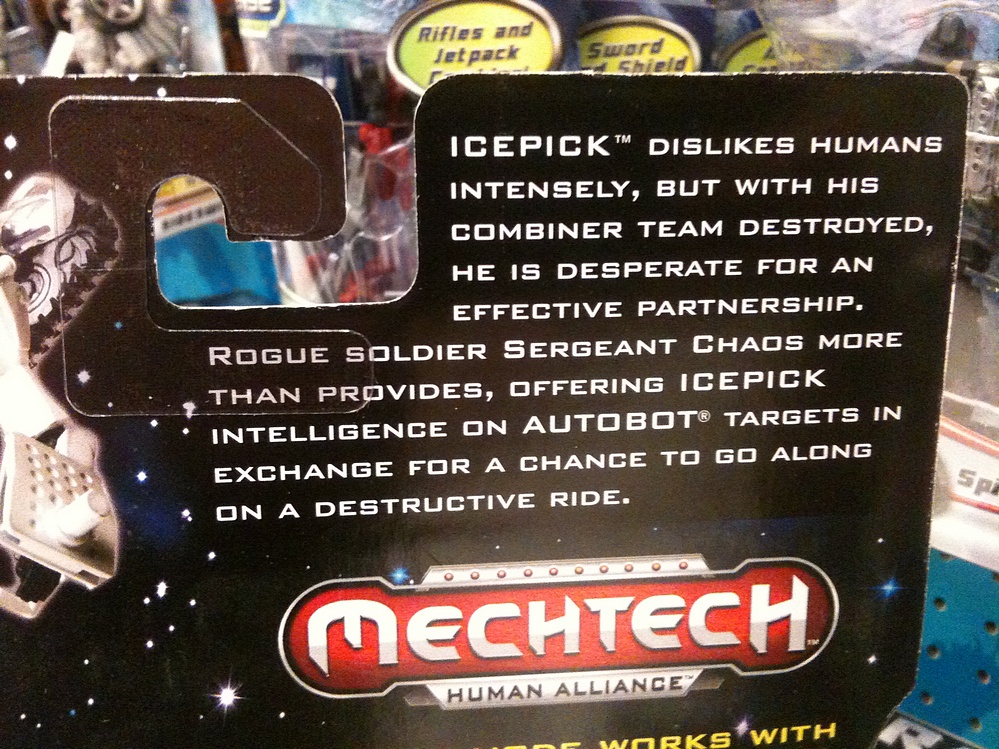 Rifles and
Jetpack
Sword
Shield
ICEPICK™ DISLIKES HUMANS
INTENSELY, BUT WITH HIS
COMBINER TEAM DESTROYED,
HE IS DESPERATE FOR AN
EFFECTIVE PARTNERSHIP.
ROGUE SOLDIER SERGEANT CHAOS MORE
THAN PROVIDES, OFFERING ICEPICK
INTELLIGENCE ON AUTOBOT® TARGETS IN
EXCHANGE FOR A CHANCE TO GO ALONG
ON A DESTRUCTIVE RIDE.
MECHTECH™
HUMAN ALLIANCE™
WORKS WITH